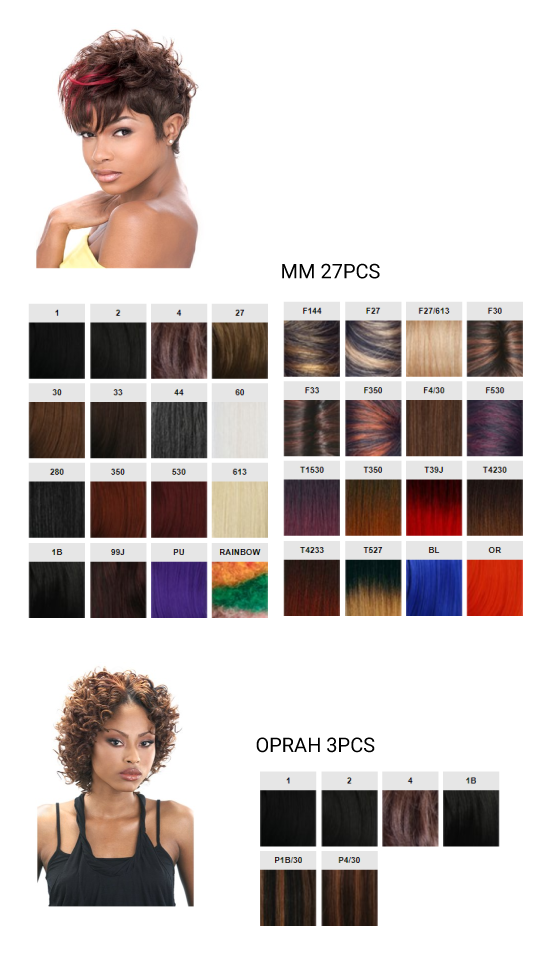 MM 27PCS
1 2 4 27
F144 F27 F27/613 F30
30 33 44 60
F33 F350 F4/30 F530
280 350 530 613
T1530 T350 T39J T4230
1B 99J PU RAINBOW
T4233 T527 BL OR
OPRAH 3PCS
1 2 4 1B
P1B/30 P4/30